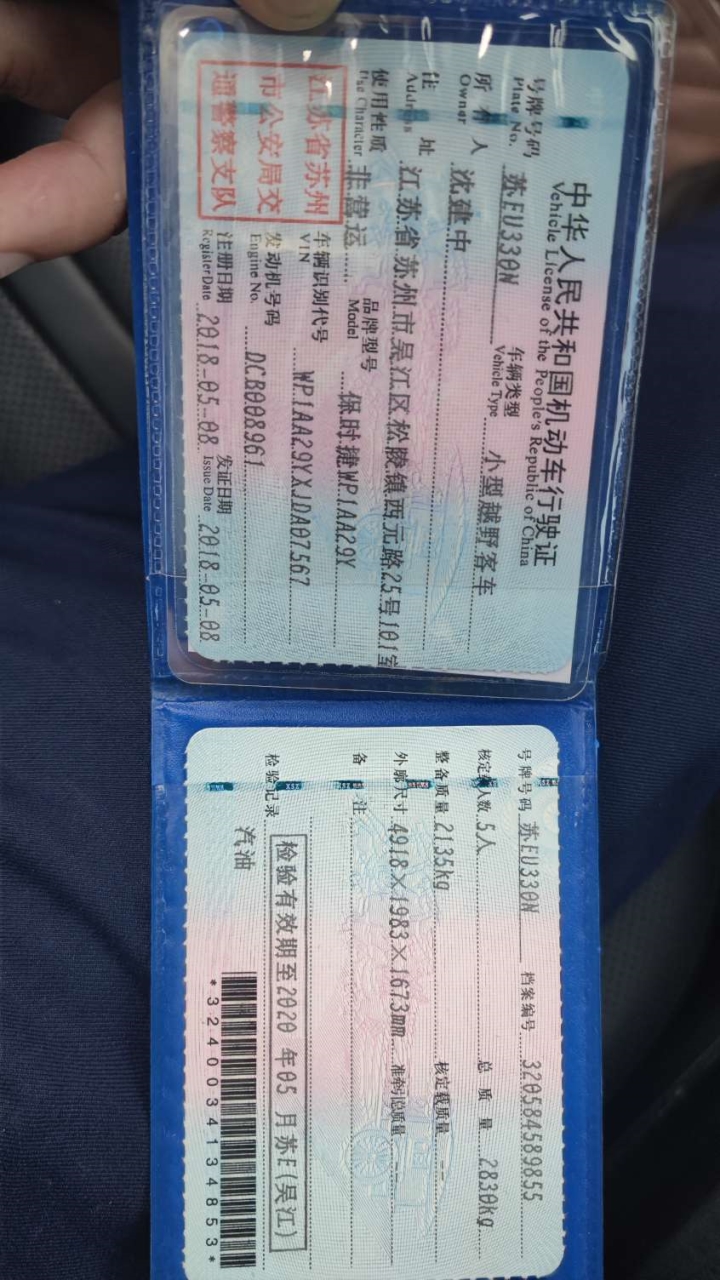 中华人民共和国机动车行驶证
Vehicle License of the People's Republic of China
号牌号码 苏EU330N 车辆类型 小型越野客车
Plate No. Vehicle Type
所有人 沈建中
Owner
住址 江苏省苏州市吴江区松陵镇西元路25号101室
Address
使用性质 非营运 品牌型号 保时捷WP1AA29Y
Use Character Model
江苏省苏州
市公安局交
通警察支队
车辆识别代号 WP1AA29YXJDA07567
VIN
发动机号码 DCB008961
Engine No.
注册日期 2018-05-08 发证日期 2018-05-08
Register Date Issue Date
号牌号码 苏EU330N 档案编号 320584589855
核定载人数 5人 总质量 2830kg
整备质量 2135kg 核定载质量 --
外廓尺寸 4918×1983×1673mm 准牵引总质量 --
备注
检验有效期至2020年05月苏E(吴江)
检验记录
汽油
*3240034134853*